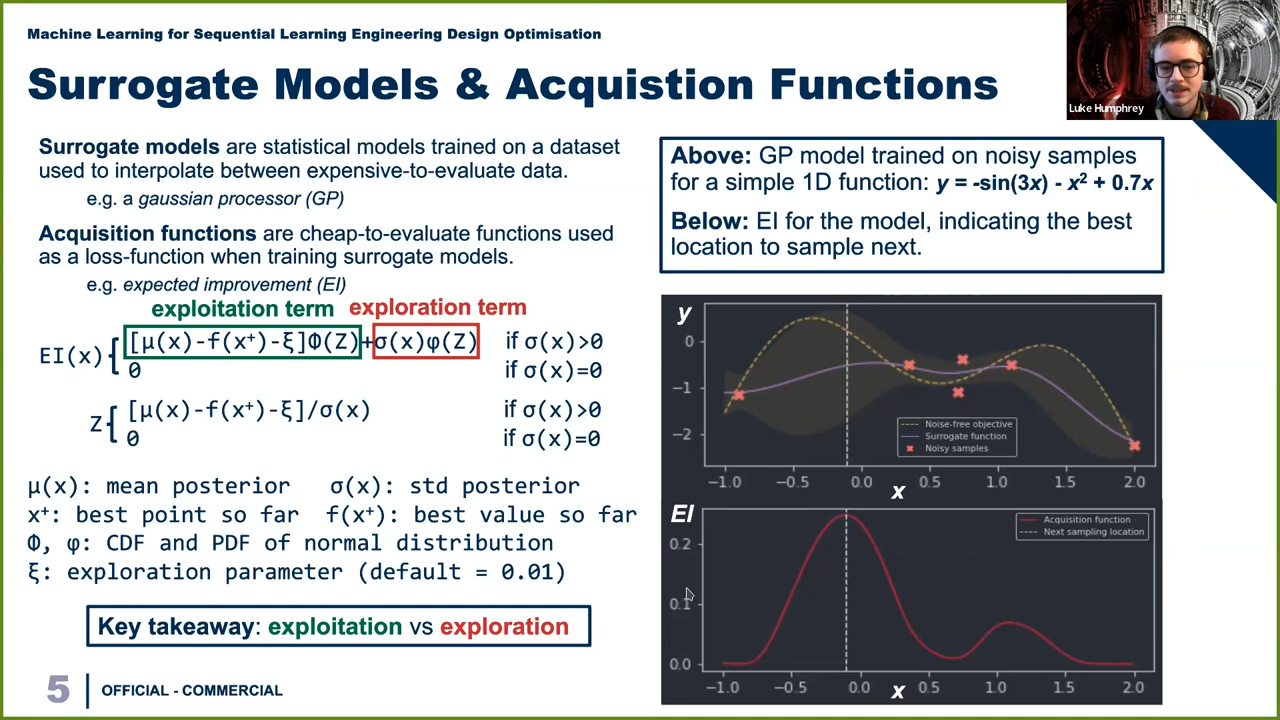 Machine Learning for Sequential Learning Engineering Design Optimisation
Surrogate Models & Acquistion Functions
Luke Humphrey
Surrogate models are statistical models trained on a dataset
used to interpolate between expensive-to-evaluate data.
e.g. a gaussian processor (GP)
Acquisition functions are cheap-to-evaluate functions used
as a loss-function when training surrogate models.
e.g. expected improvement (EI)
exploitation term exploration term
EI(x) { [μ(x)-f(x⁺)-ξ]Φ(Z)+σ(x)φ(Z) if σ(x)>0
0 if σ(x)=0
Z { [μ(x)-f(x⁺)-ξ]/σ(x) if σ(x)>0
0 if σ(x)=0
μ(x): mean posterior σ(x): std posterior
x⁺: best point so far f(x⁺): best value so far
Φ, φ: CDF and PDF of normal distribution
ξ: exploration parameter (default = 0.01)
Key takeaway: exploitation vs exploration
5 OFFICIAL - COMMERCIAL
Above: GP model trained on noisy samples
for a simple 1D function: y = -sin(3x) - x² + 0.7x
Below: EI for the model, indicating the best
location to sample next.
y
0
−1
−2
Noise-free objective
Surrogate function
Noisy samples
−1.0 −0.5 0.0 0.5 1.0 1.5 2.0
x
EI
0.2
0.1
0.0
Acquisition function
Next sampling location
−1.0 −0.5 0.0 0.5 1.0 1.5 2.0
x